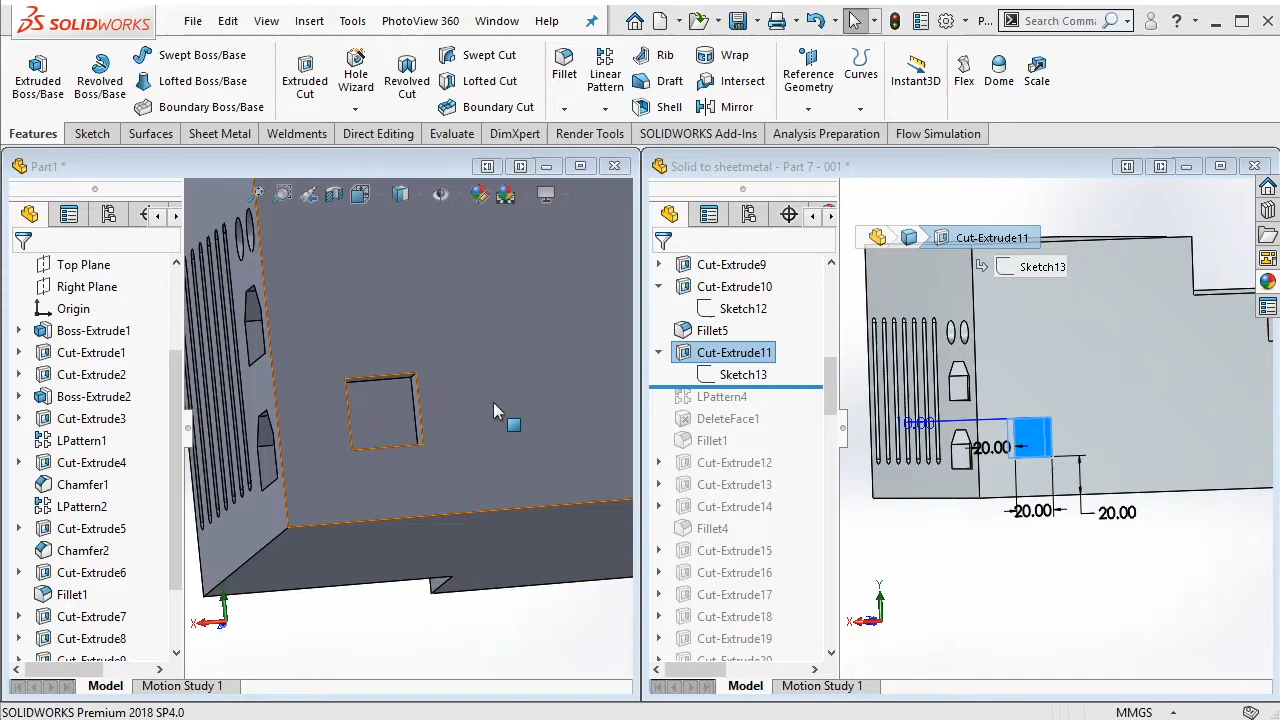 SOLIDWORKS
File Edit View Insert Tools PhotoView 360 Window Help
P... Search Comma
Extruded Boss/Base
Revolved Boss/Base
Swept Boss/Base
Lofted Boss/Base
Boundary Boss/Base
Extruded Cut
Hole Wizard
Revolved Cut
Swept Cut
Lofted Cut
Boundary Cut
Fillet
Linear Pattern
Rib
Draft
Shell
Wrap
Intersect
Mirror
Reference Geometry
Curves
Instant3D
Flex
Dome
Scale
Features Sketch Surfaces Sheet Metal Weldments Direct Editing Evaluate DimXpert Render Tools SOLIDWORKS Add-Ins Analysis Preparation Flow Simulation
Part1 *
Top Plane
Right Plane
Origin
Boss-Extrude1
Cut-Extrude1
Cut-Extrude2
Boss-Extrude2
Cut-Extrude3
LPattern1
Cut-Extrude4
Chamfer1
LPattern2
Cut-Extrude5
Chamfer2
Cut-Extrude6
Fillet1
Cut-Extrude7
Cut-Extrude8
Y
X
Model Motion Study 1
Solid to sheetmetal - Part 7 - 001 *
Cut-Extrude9
Cut-Extrude10
Sketch12
Fillet5
Cut-Extrude11
Sketch13
LPattern4
DeleteFace1
Fillet1
Cut-Extrude12
Cut-Extrude13
Cut-Extrude14
Fillet4
Cut-Extrude15
Cut-Extrude16
Cut-Extrude17
Cut-Extrude18
Cut-Extrude19
Cut-Extrude20
Cut-Extrude11
Sketch13
10.00
20.00
20.00
20.00
Y
X
Model Motion Study 1
SOLIDWORKS Premium 2018 SP4.0
MMGS